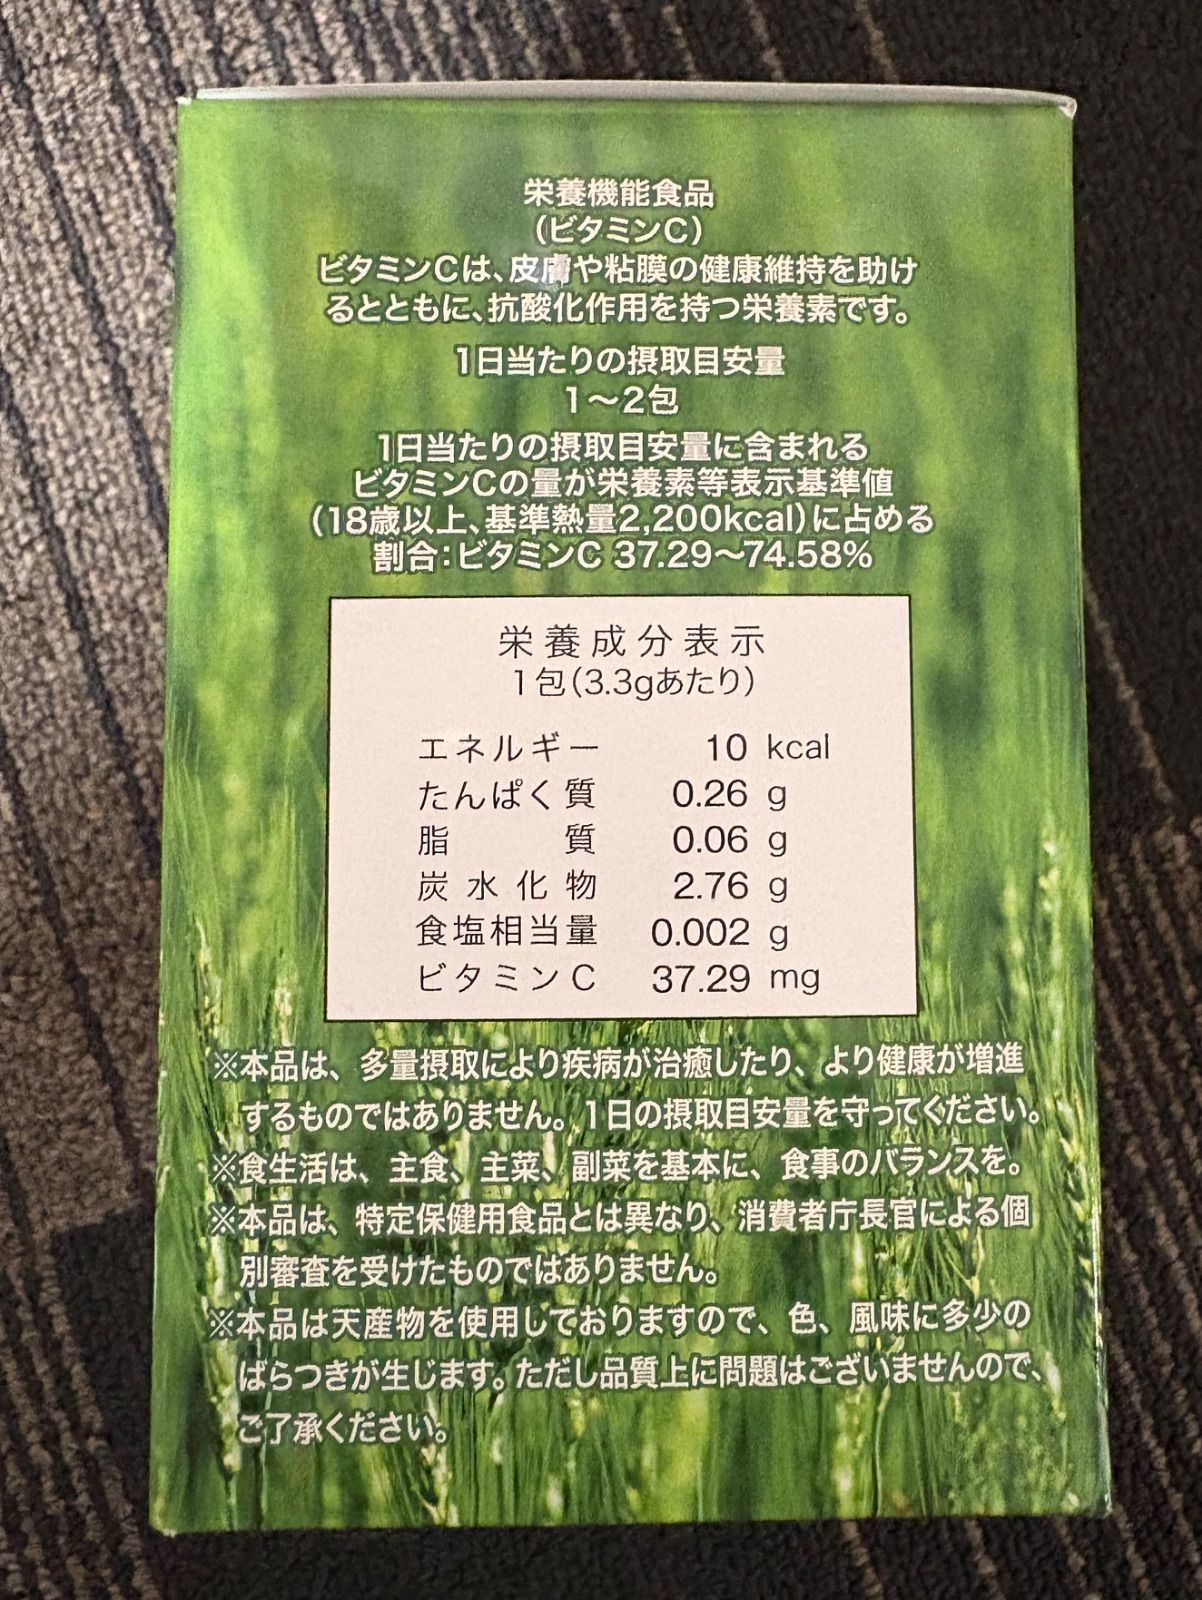 栄養機能食品
(ビタミンC)
ビタミンCは、皮膚や粘膜の健康維持を助け
るとともに、抗酸化作用を持つ栄養素です。
1日当たりの摂取目安量
1〜2包
1日当たりの摂取目安量に含まれる
ビタミンCの量が栄養素等表示基準値
(18歳以上、基準熱量2,200kcal)に占める
割合:ビタミンC 37.29〜74.58%
栄養成分表示
1包(3.3gあたり)
エネルギー 10 kcal
たんぱく質 0.26 g
脂質 0.06 g
炭水化物 2.76 g
食塩相当量 0.002 g
ビタミンC 37.29 mg
※本品は、多量摂取により疾病が治癒したり、より健康が増進
するものではありません。1日の摂取目安量を守ってください。
※食生活は、主食、主菜、副菜を基本に、食事のバランスを。
※本品は、特定保健用食品とは異なり、消費者庁長官による個
別審査を受けたものではありません。
※本品は天産物を使用しておりますので、色、風味に多少の
ばらつきが生じます。ただし品質上に問題はございませんので、
ご了承ください。